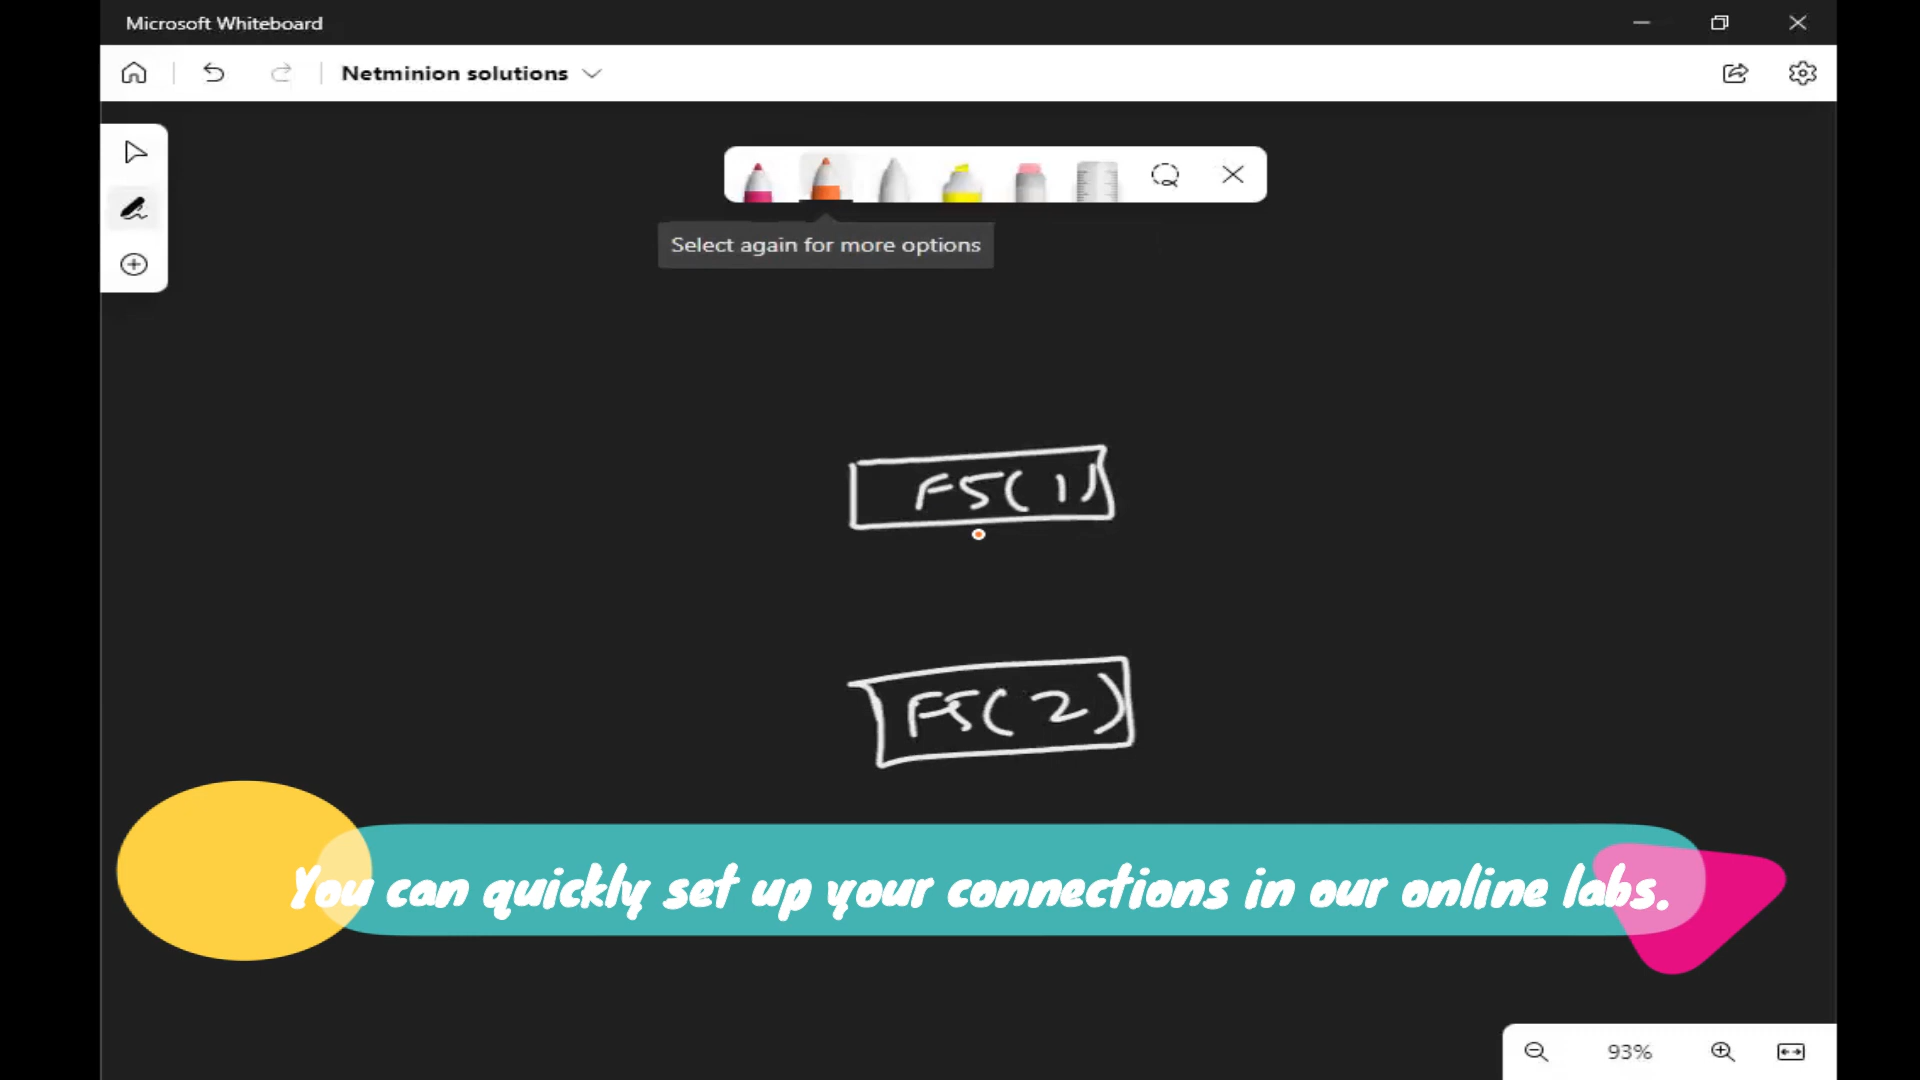 Microsoft Whiteboard
Netminion solutions
Select again for more options
F5(1)
F5(2)
You can quickly set up your connections in our online labs.
93%